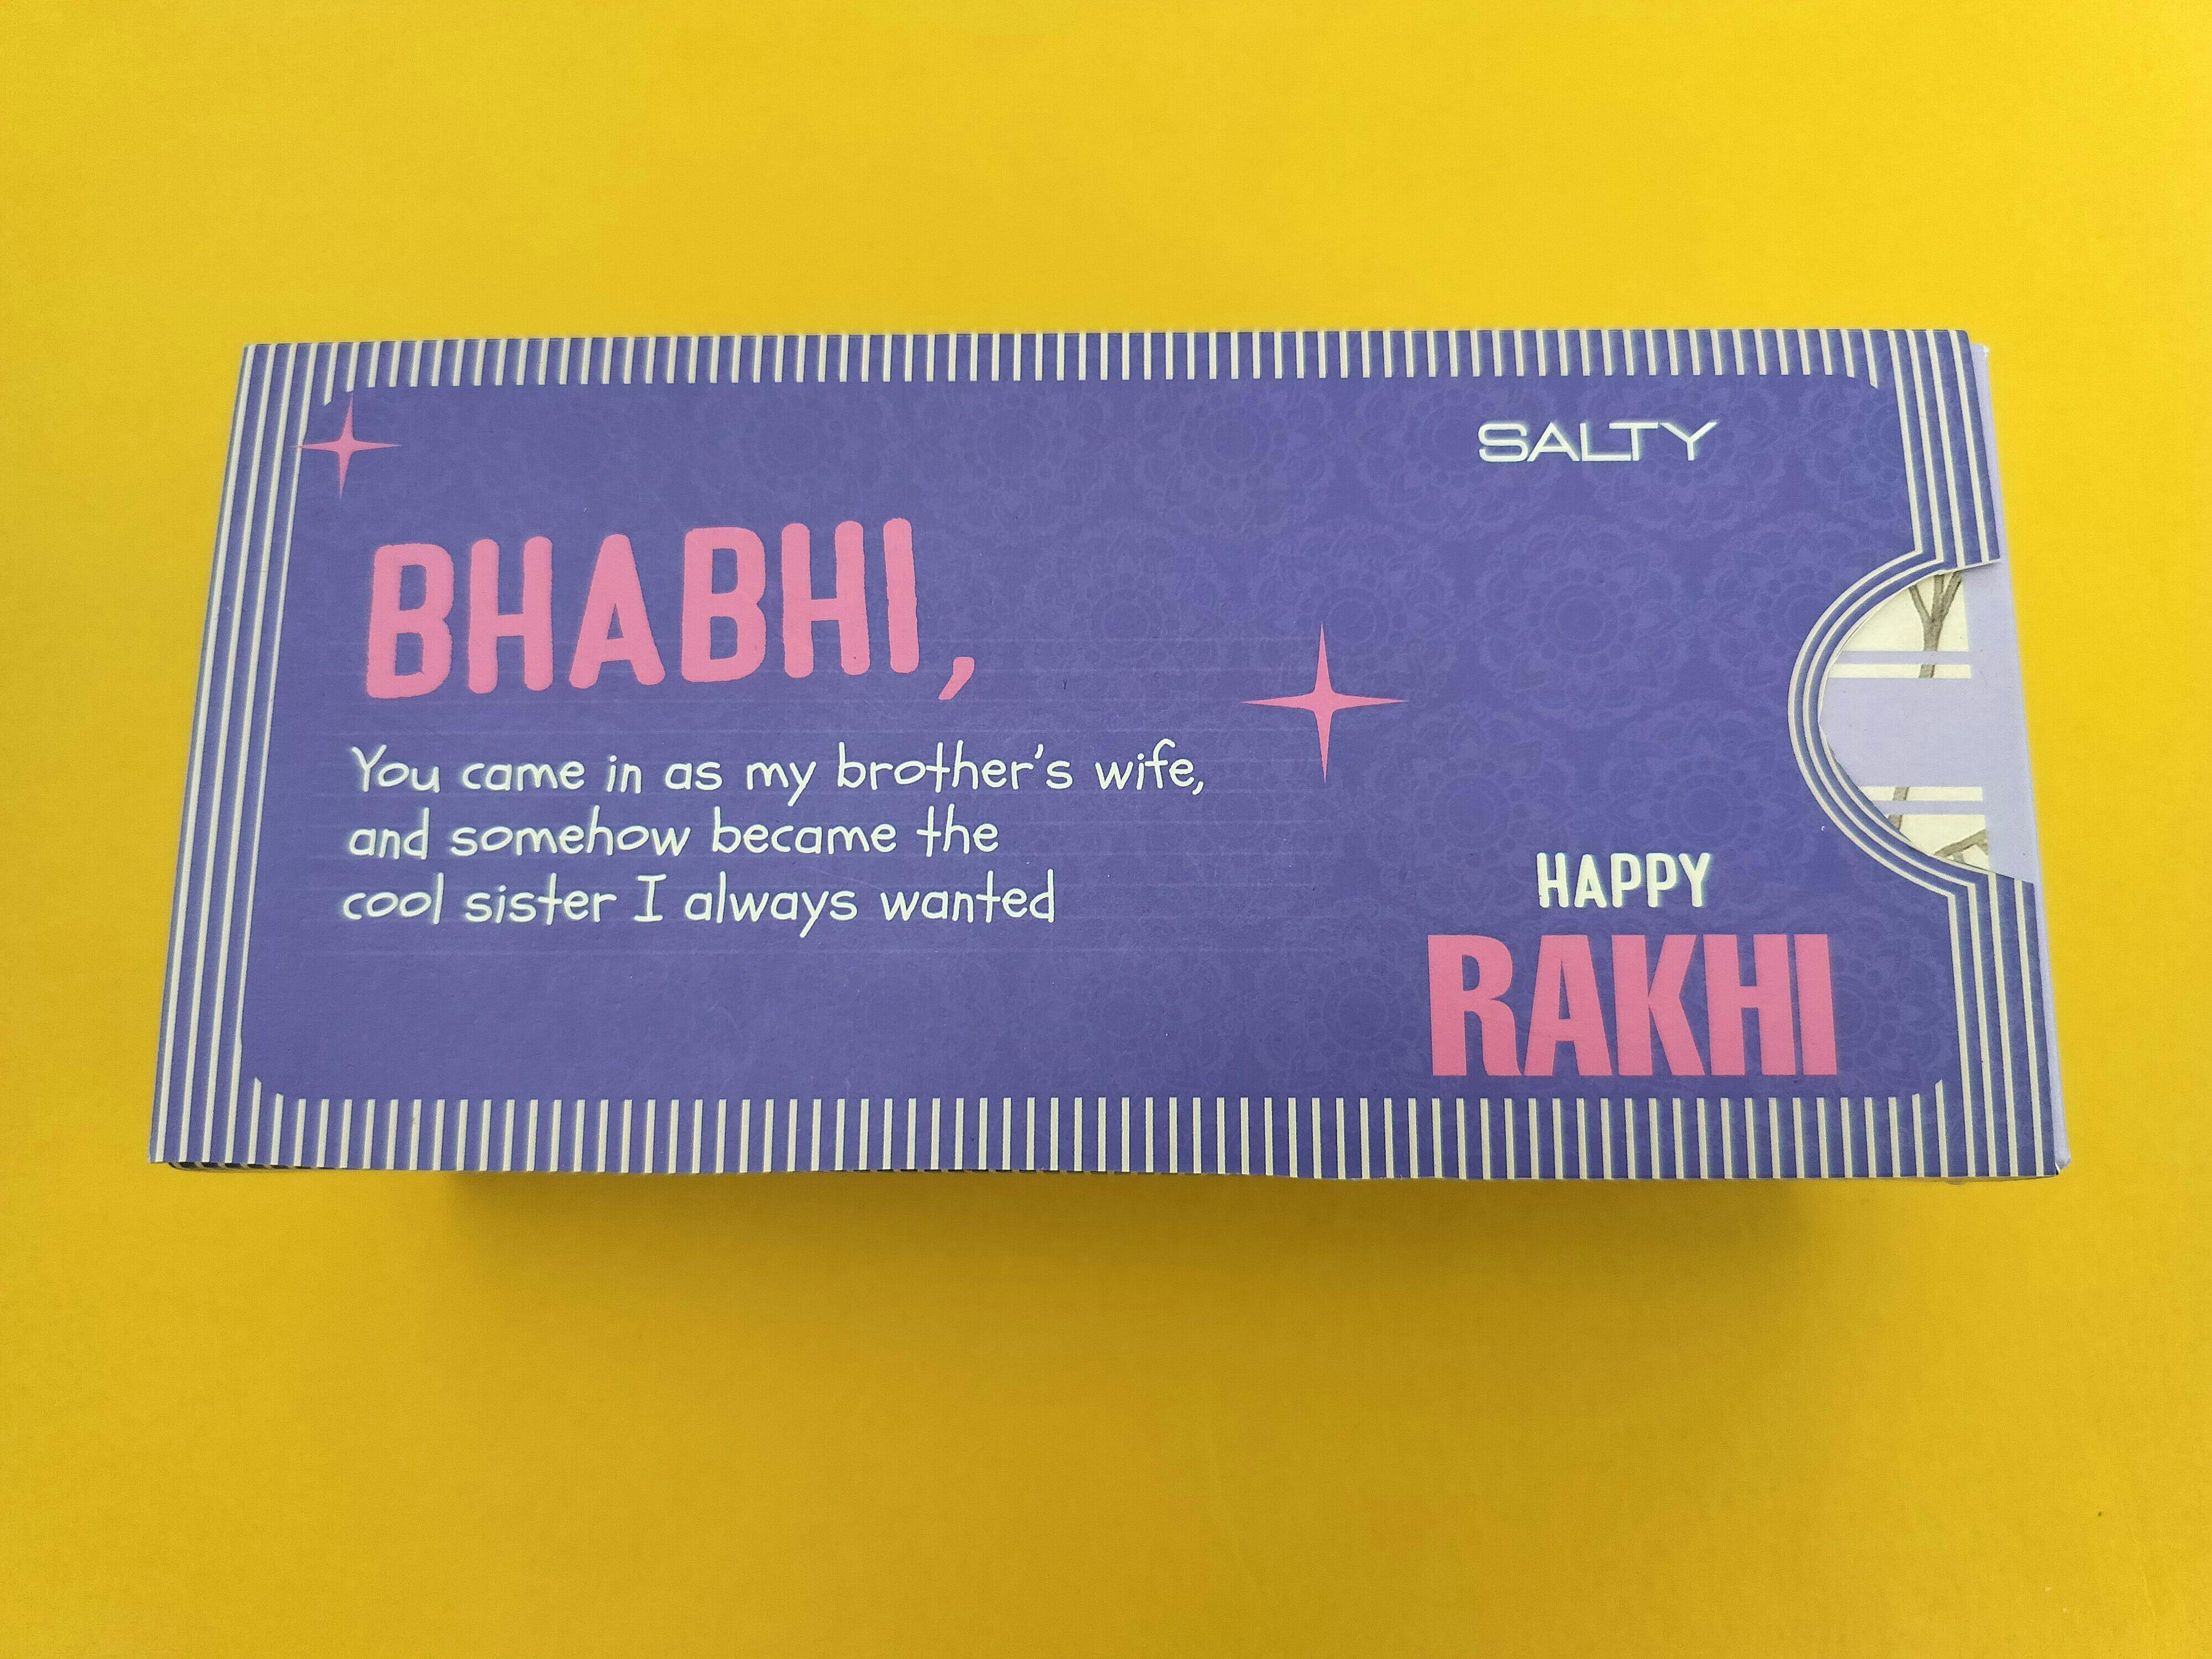 SALTY
BHABHI,
You came in as my brother's wife,
and somehow became the
cool sister I always wanted
HAPPY
RAKHI